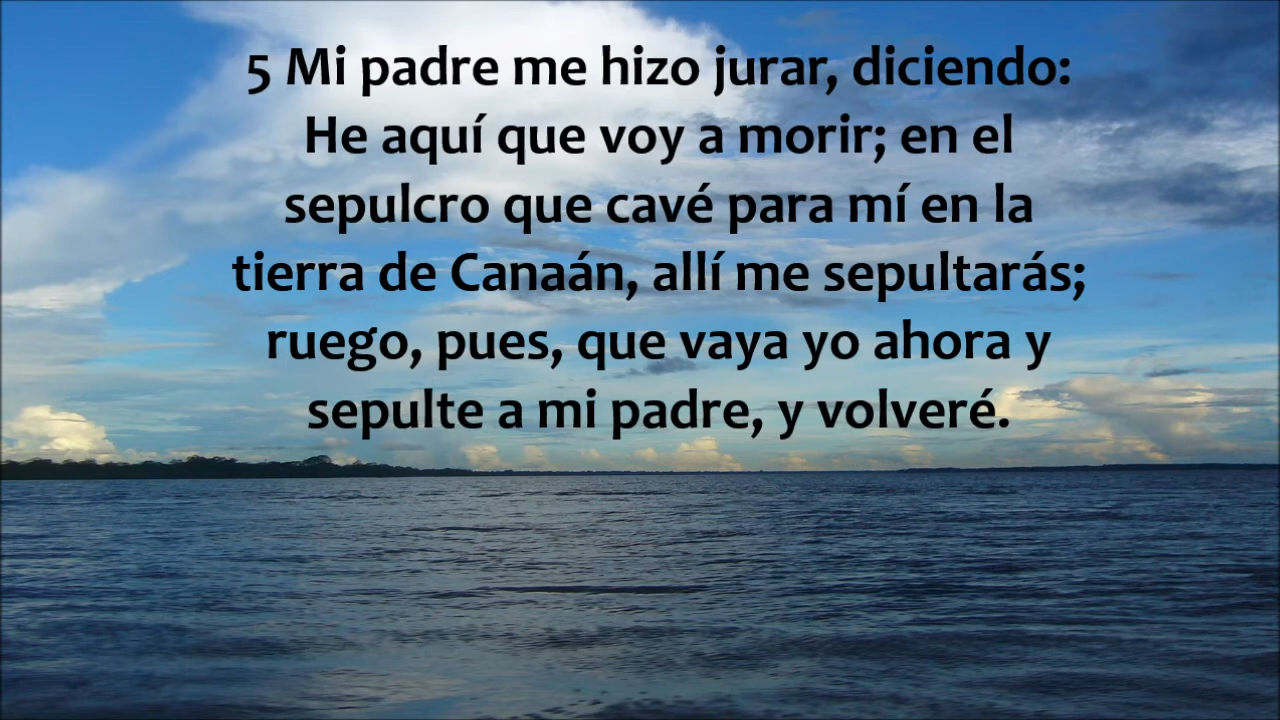 5 Mi padre me hizo jurar, diciendo:
He aquí que voy a morir; en el
sepulcro que cavé para mí en la
tierra de Canaán, allí me sepultarás;
ruego, pues, que vaya yo ahora y
sepulte a mi padre, y volveré.